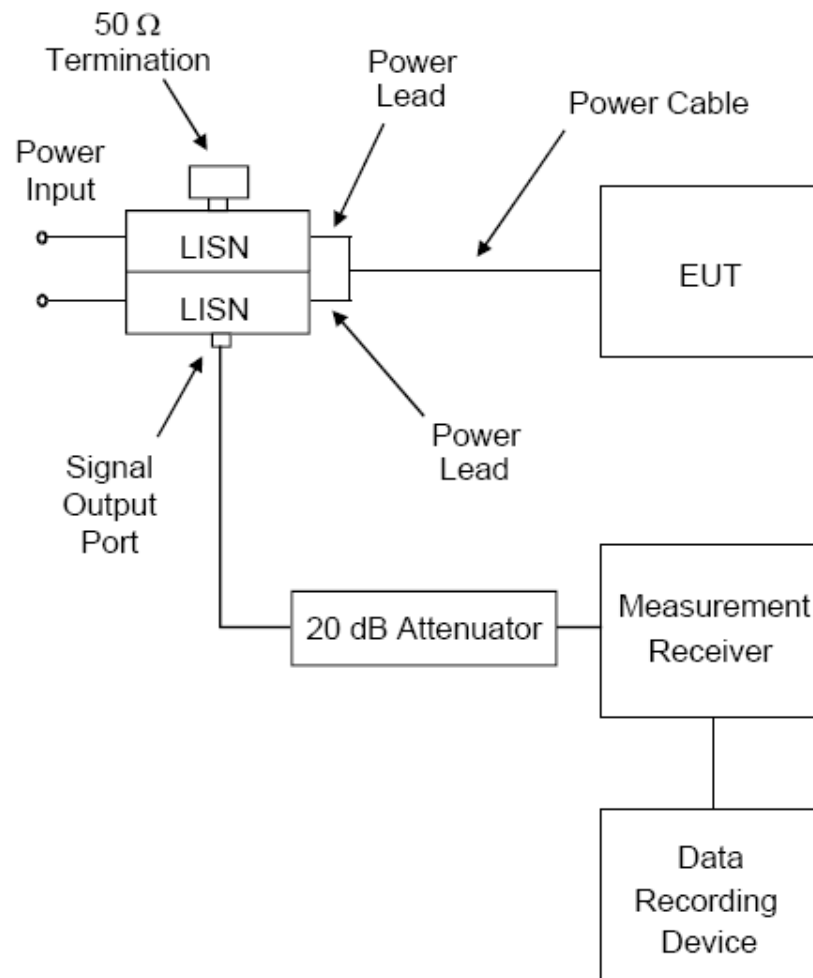 50 Ω
Termination
Power
Lead
Power Cable
Power
Input
LISN
LISN
EUT
Power
Lead
Signal
Output
Port
20 dB Attenuator
Measurement
Receiver
Data
Recording
Device